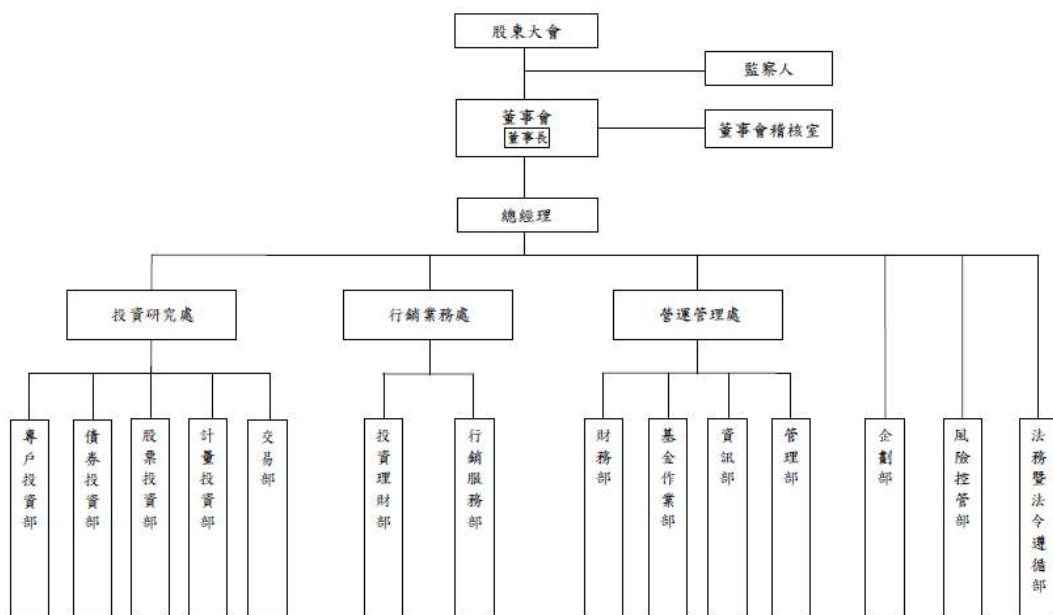 股東大會
監察人
董事會
董事長
董事會稽核室
總經理
投資研究處
行銷業務處
營運管理處
專戶投資部
債券投資部
股票投資部
計量投資部
交易部
投資理財部
行銷服務部
財務部
基金作業部
資訊部
管理部
企劃部
風險控管部
法務暨法令遵循部